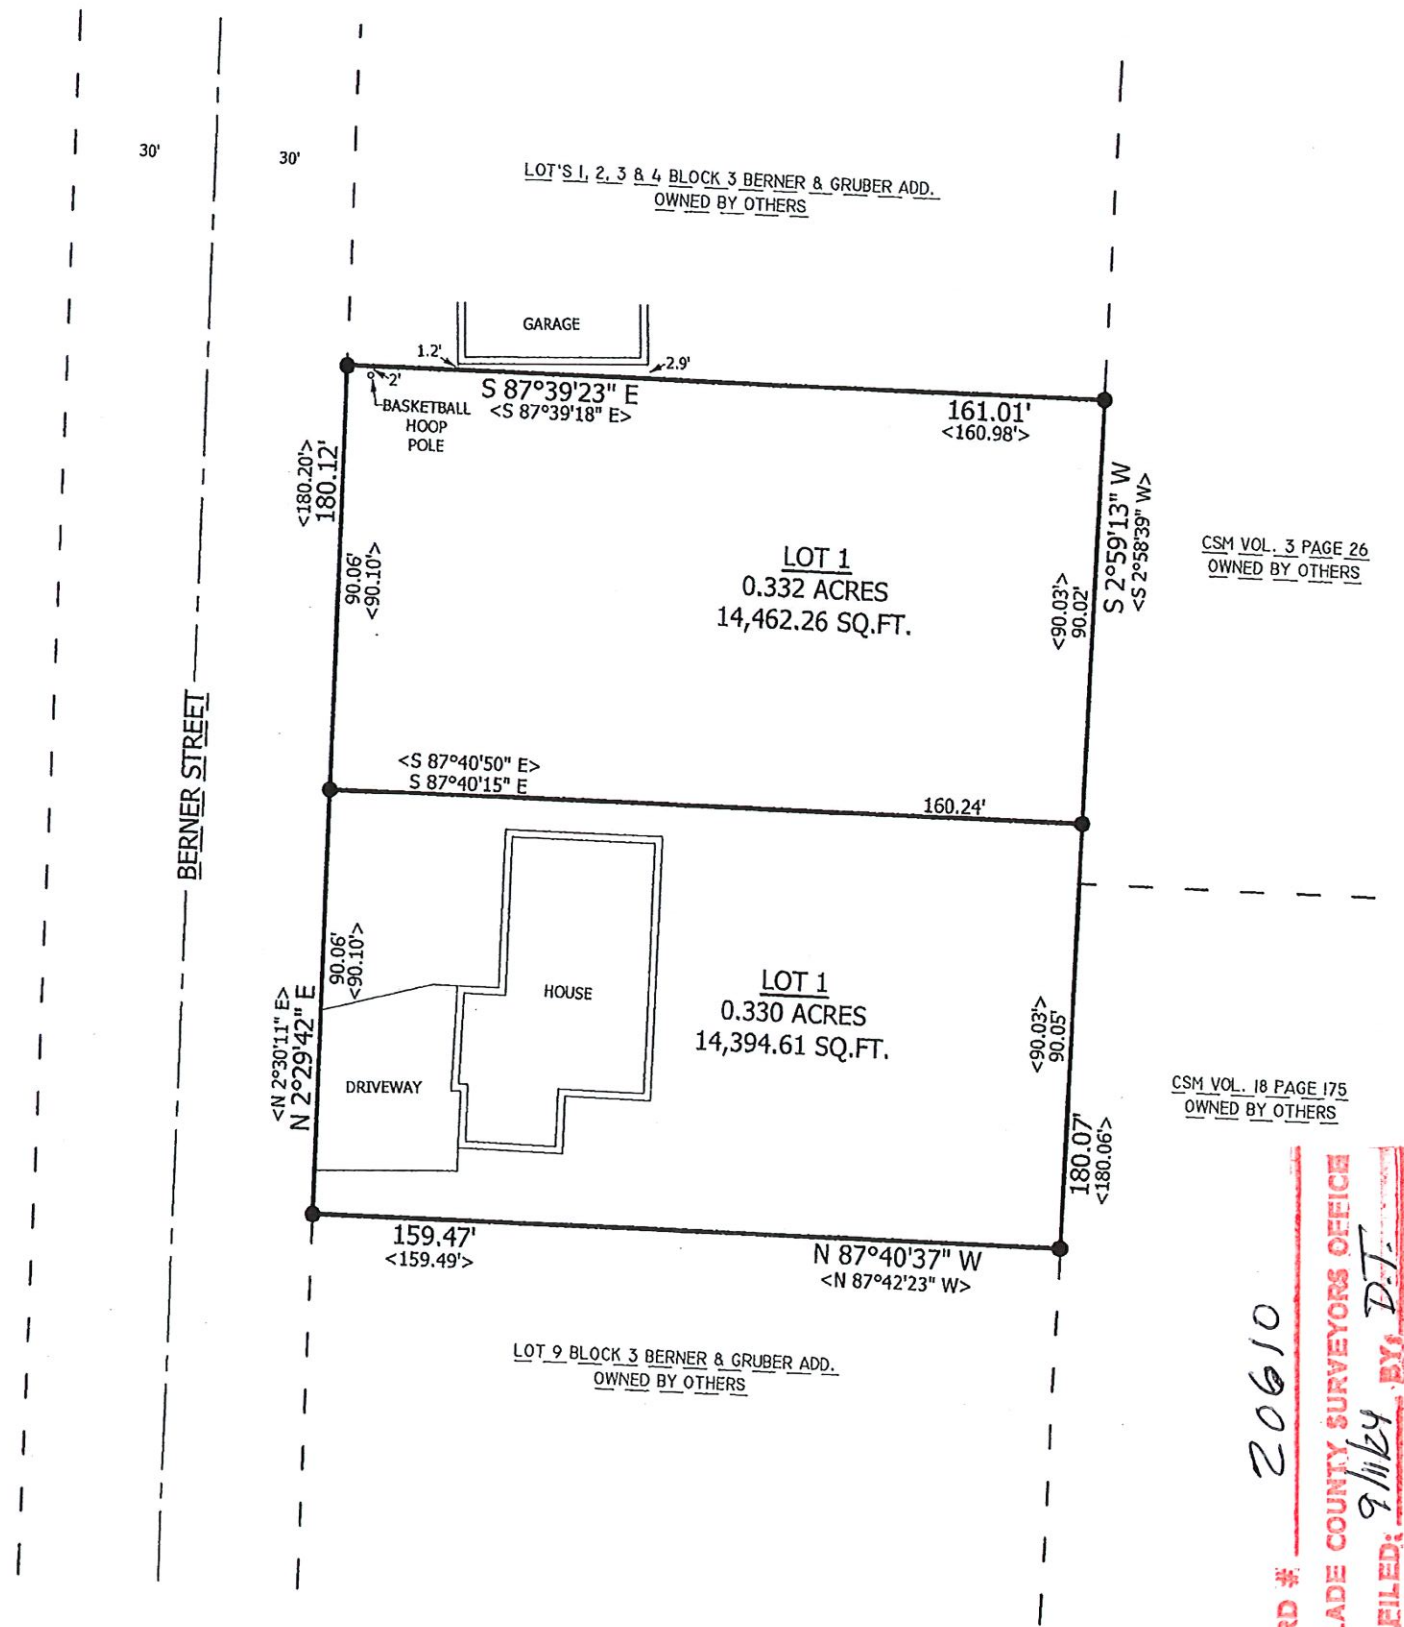 30'
30'
LOT'S 1, 2, 3 & 4 BLOCK 3 BERNER & GRUBER ADD.
OWNED BY OTHERS
GARAGE
1.2'
2.9'
2'
BASKETBALL
HOOP
POLE
S 87°39'23" E
<S 87°39'18" E>
161.01'
<160.98'>
<180.20'>
180.12'
90.06'
<90.10'>
LOT 1
0.332 ACRES
14,462.26 SQ.FT.
<90.03'>
90.02'
S 2°59'13" W
<S 2°58'39" W>
CSM VOL. 3 PAGE 26
OWNED BY OTHERS
BERNER STREET
<S 87°40'50" E>
S 87°40'15" E
160.24'
90.06'
<90.10'>
<N 2°30'11" E>
N 2°29'42" E
HOUSE
DRIVEWAY
LOT 1
0.330 ACRES
14,394.61 SQ.FT.
<90.03'>
90.05'
180.07'
<180.06'>
CSM VOL. 18 PAGE 175
OWNED BY OTHERS
159.47'
<159.49'>
N 87°40'37" W
<N 87°42'23" W>
LOT 9 BLOCK 3 BERNER & GRUBER ADD.
OWNED BY OTHERS
RD # 20610
LADE COUNTY SURVEYORS OFFICE
FILED: 9/11/24 BY: D.T.